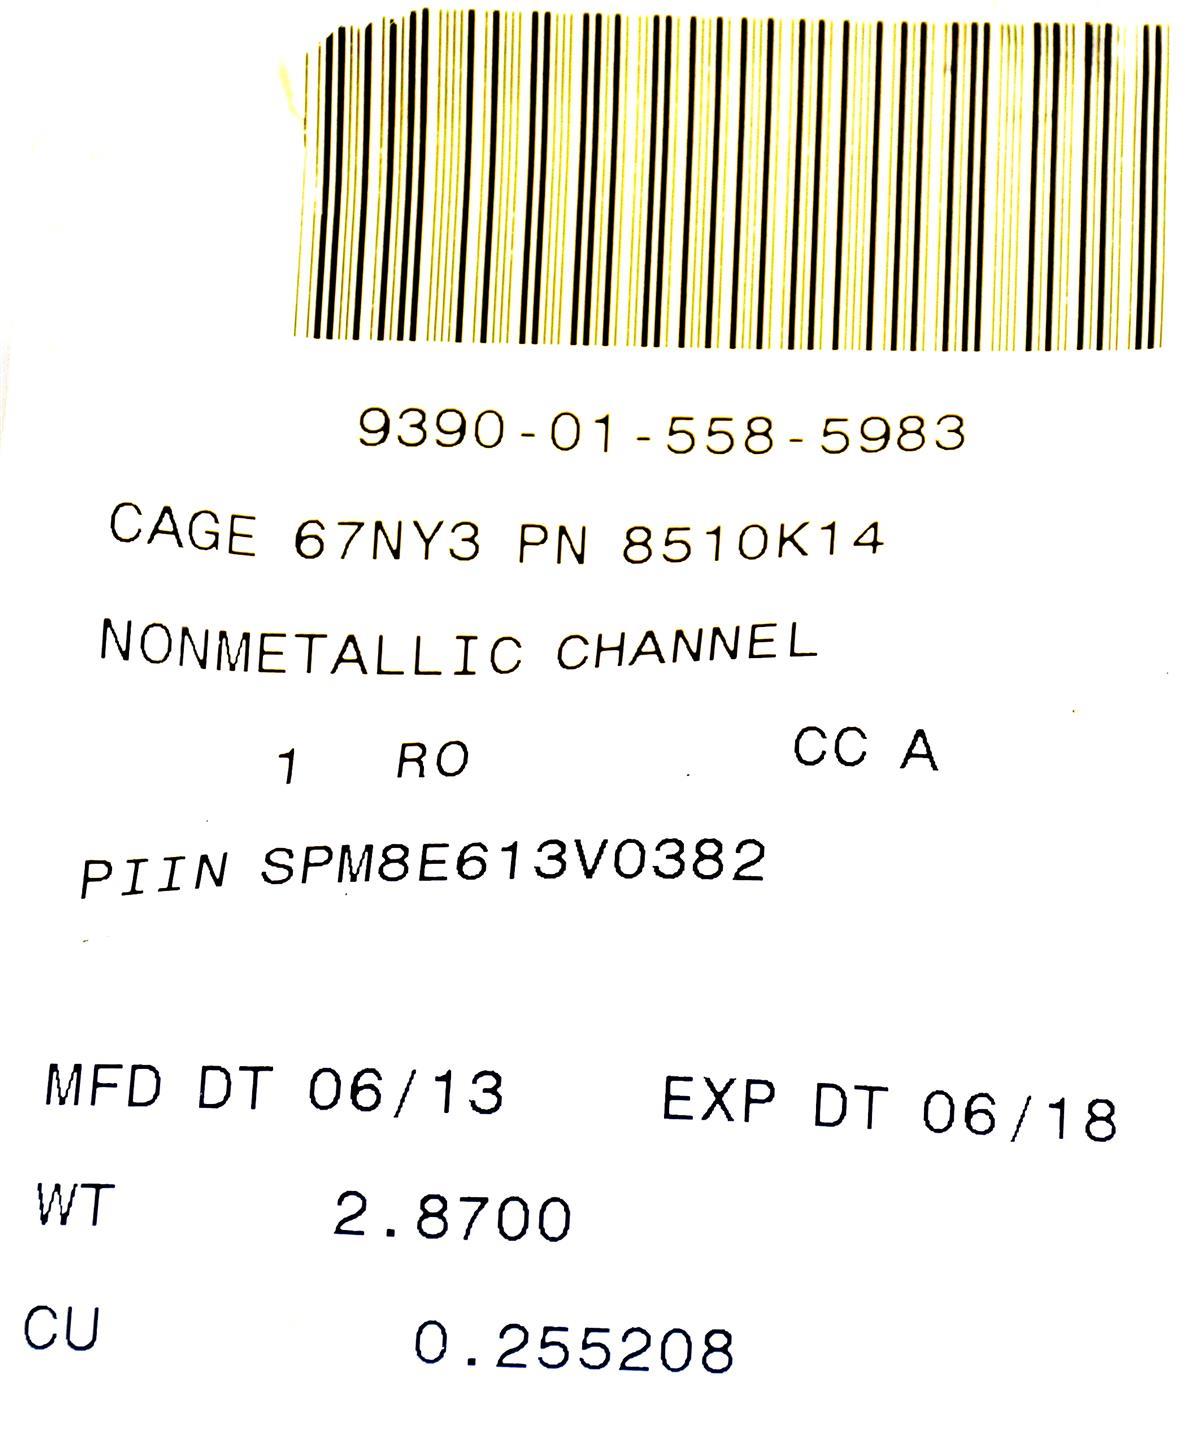 9390-01-558-5983
CAGE 67NY3 PN 8510K14
NONMETALLIC CHANNEL
1 RO CC A
PIIN SPM8E613V0382
MFD DT 06/13 EXP DT 06/18
WT 2.8700
CU 0.255208